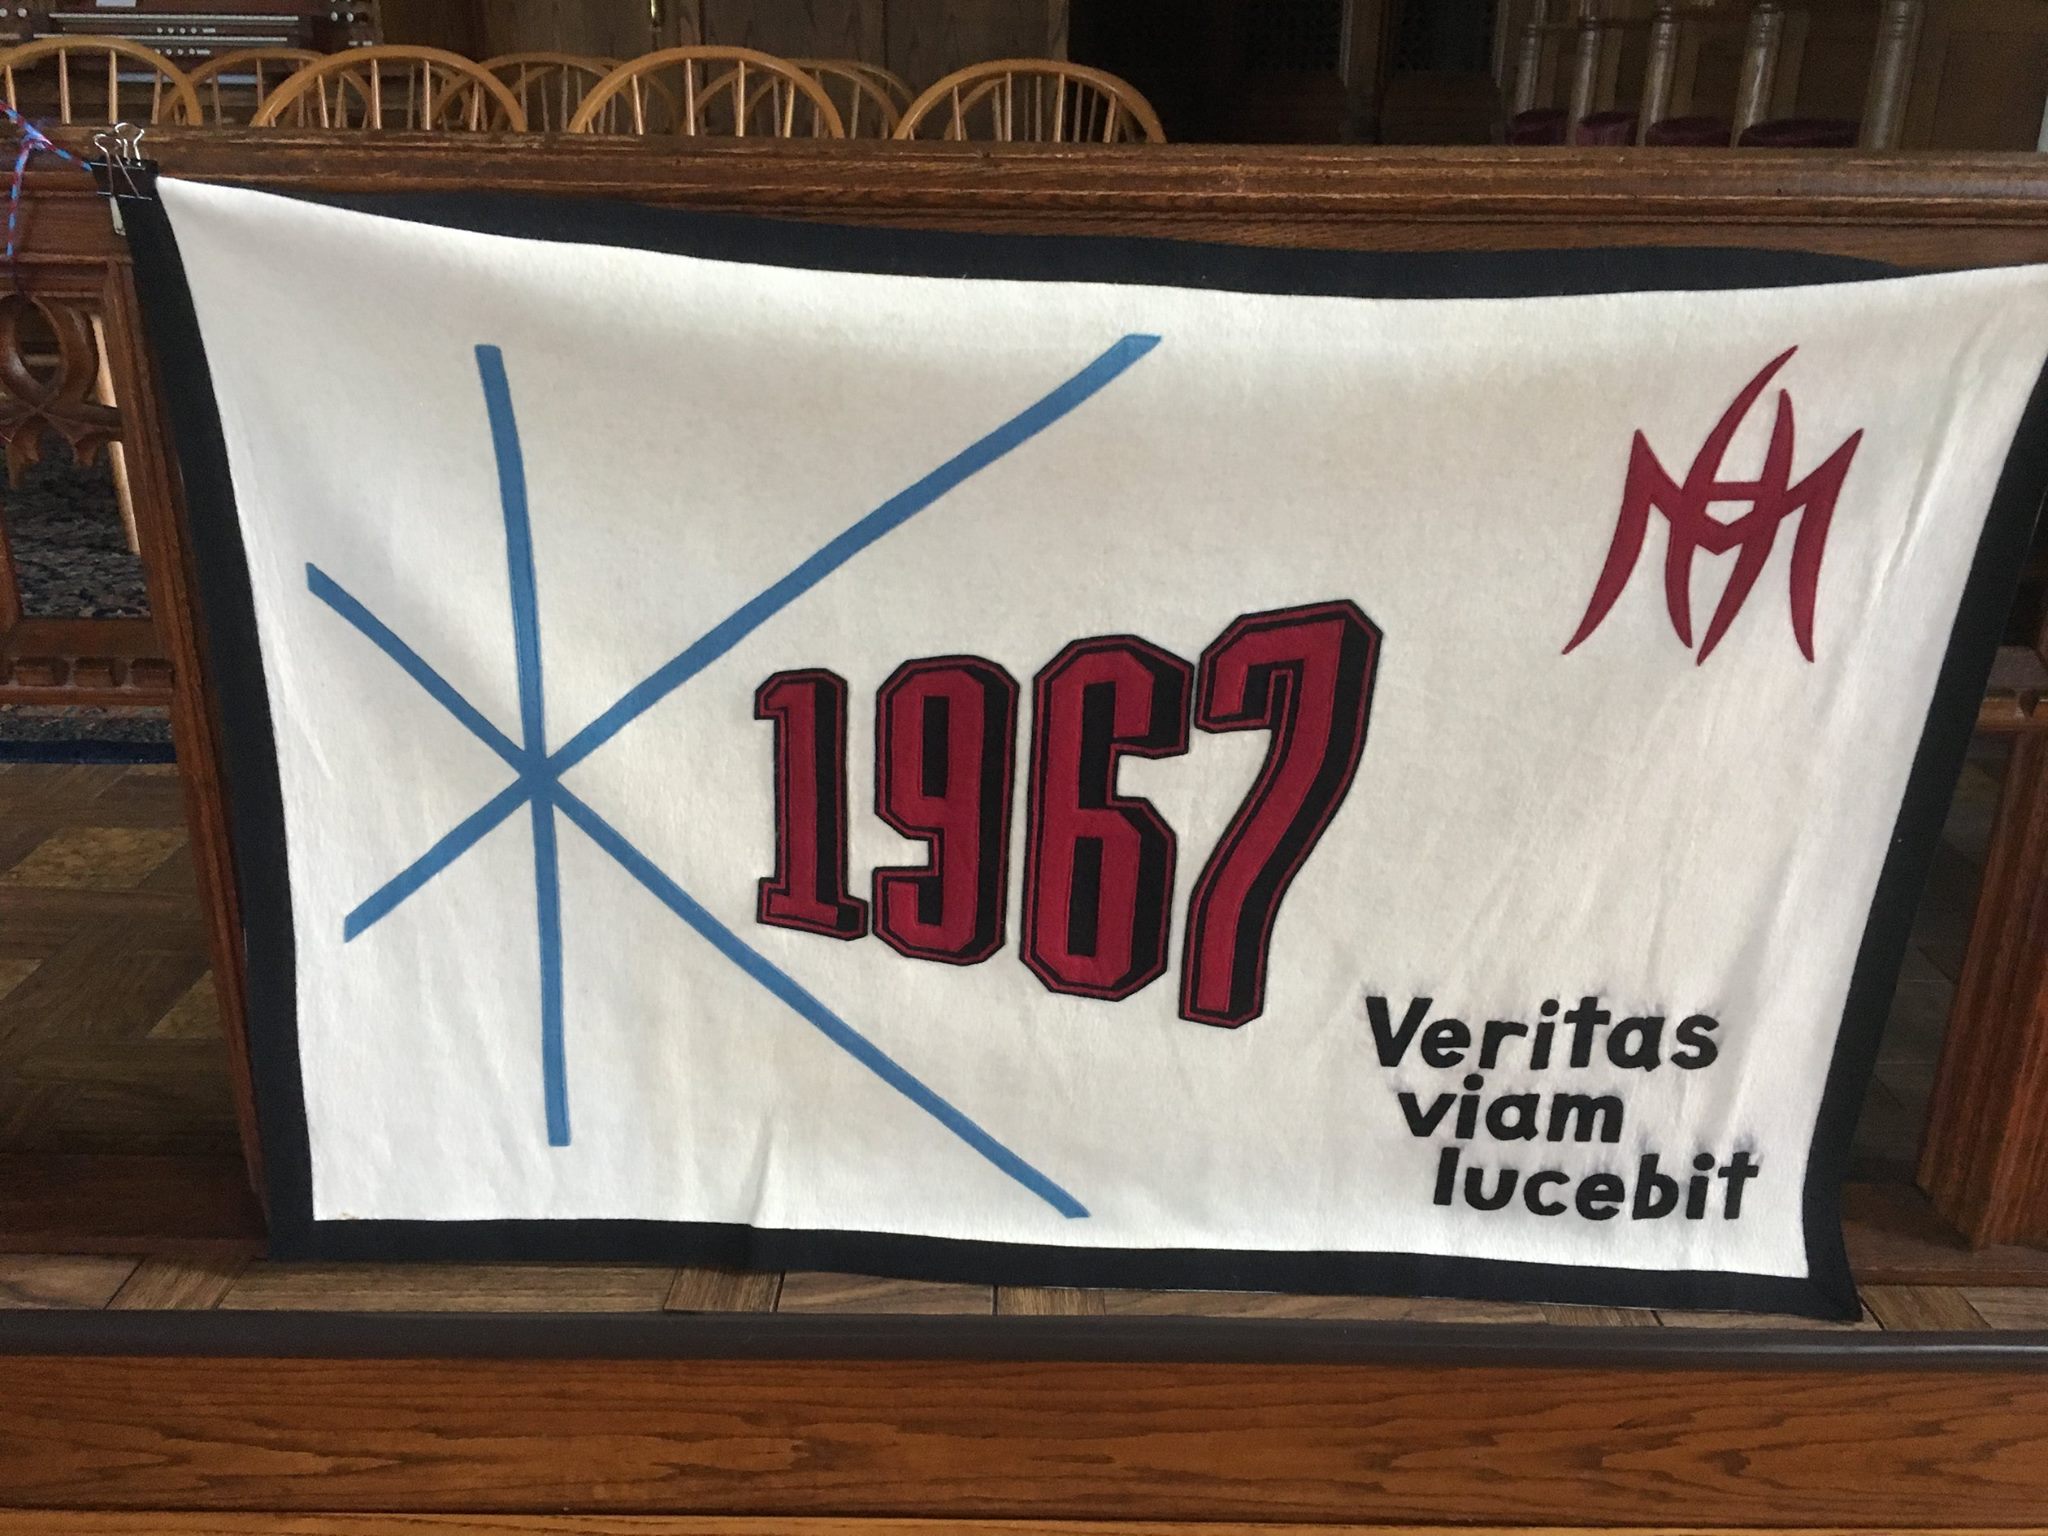 1967
Veritas
viam
lucebit